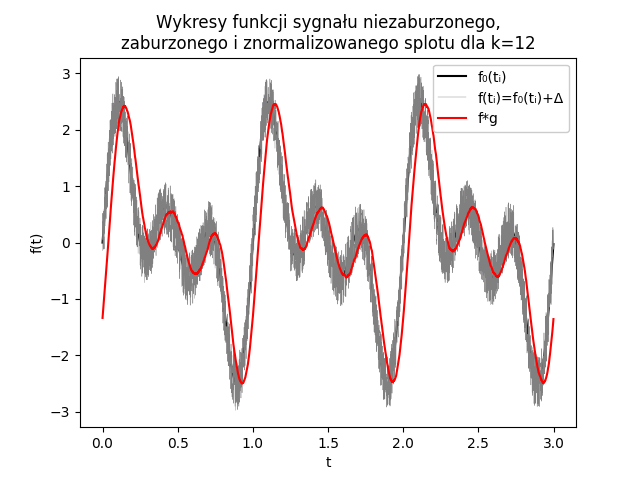 Wykresy funkcji sygnału niezaburzonego,
zaburzonego i znormalizowanego splotu dla k=12
f₀(tᵢ)
f(tᵢ)=f₀(tᵢ)+Δ
f*g
f(t)
3
2
1
0
−1
−2
−3
0.0 0.5 1.0 1.5 2.0 2.5 3.0
t